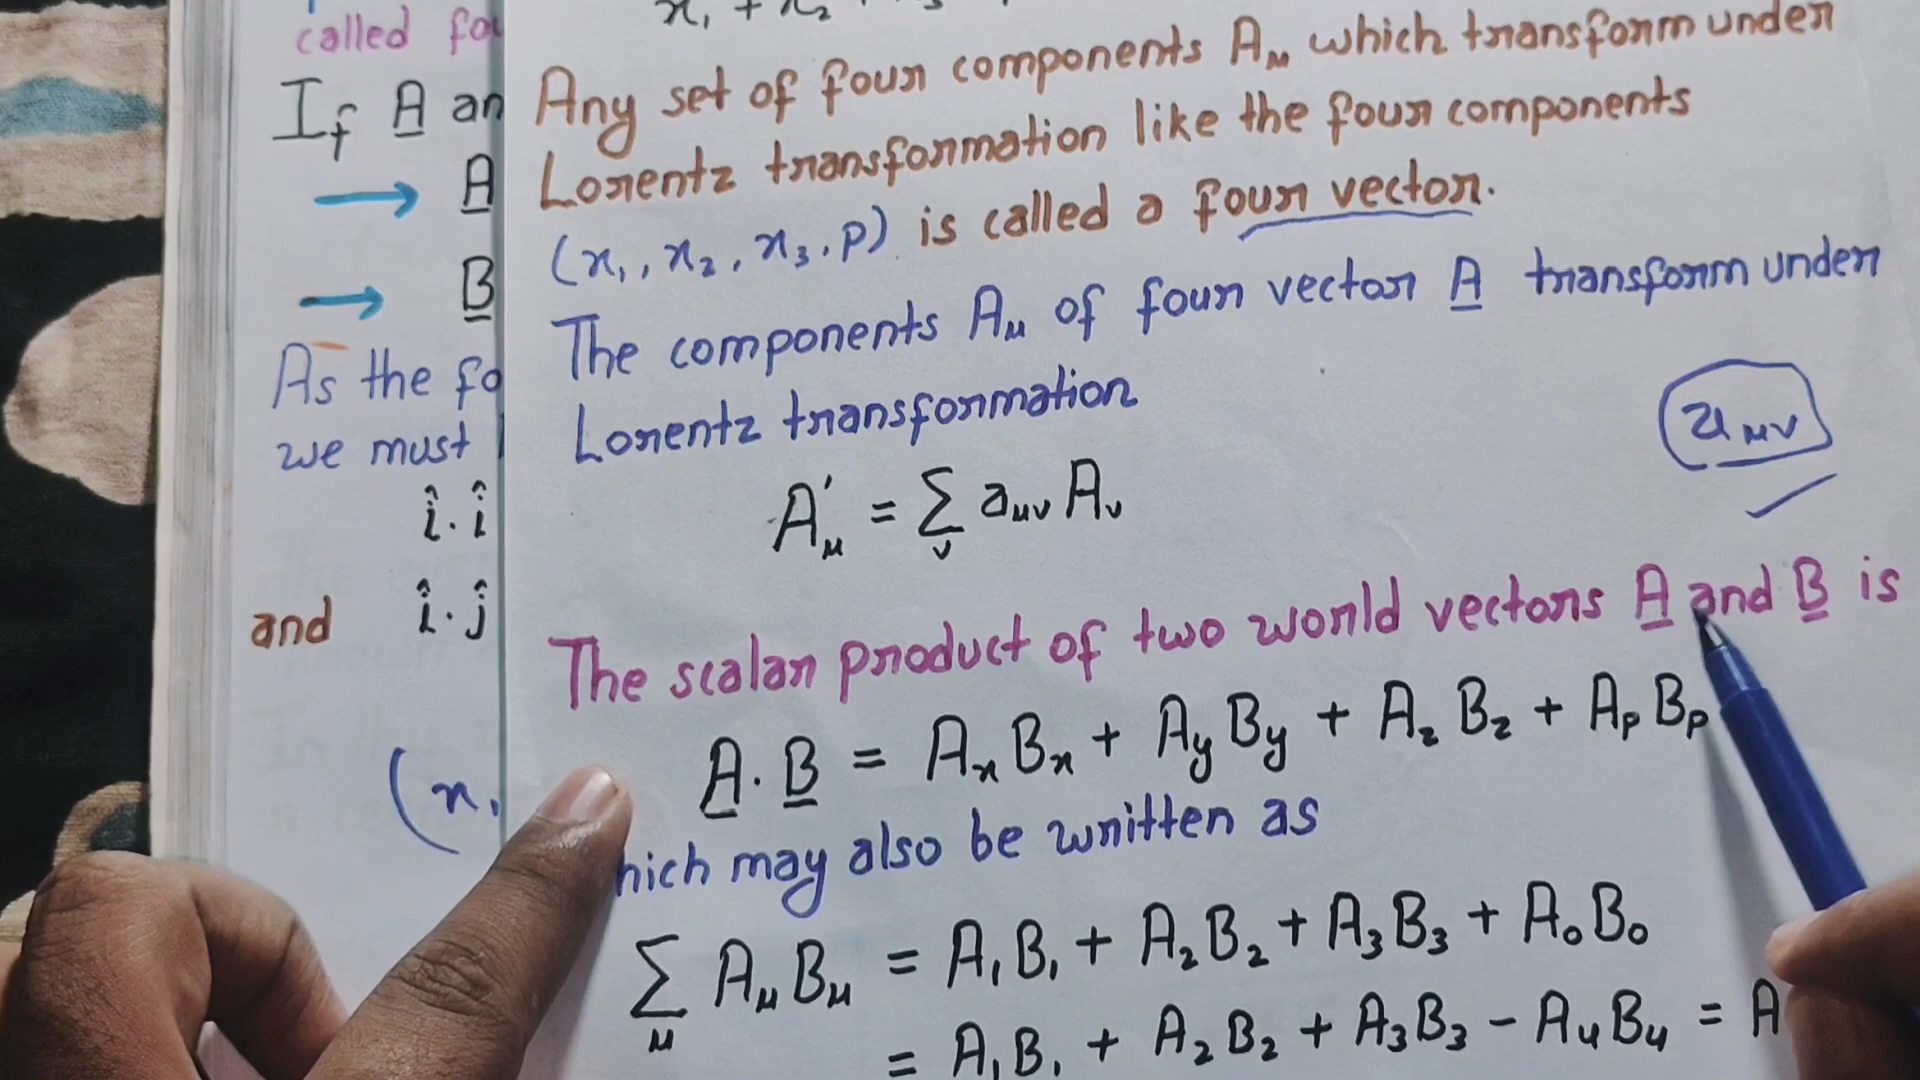 called
If A an
→ A
→ B
As the fo
we must
î.î
and î.ĵ
(x,
Any set of four components Aμ which transform under
Lorentz transformation like the four components
(x₁, x₂, x₃, p) is called a four vector.
The components Aμ of four vector A transform under
Lorentz transformation
aμν
A'μ = Σν aμν Aν
The scalar product of two world vectors A and B is
A.B = AxBx + AyBy + AzBz + ApBp
hich may also be written as
Σμ AμBμ = A₁B₁ + A₂B₂ + A₃B₃ + A₀B₀
= A₁B₁ + A₂B₂ + A₃B₃ - A₄B₄ = A